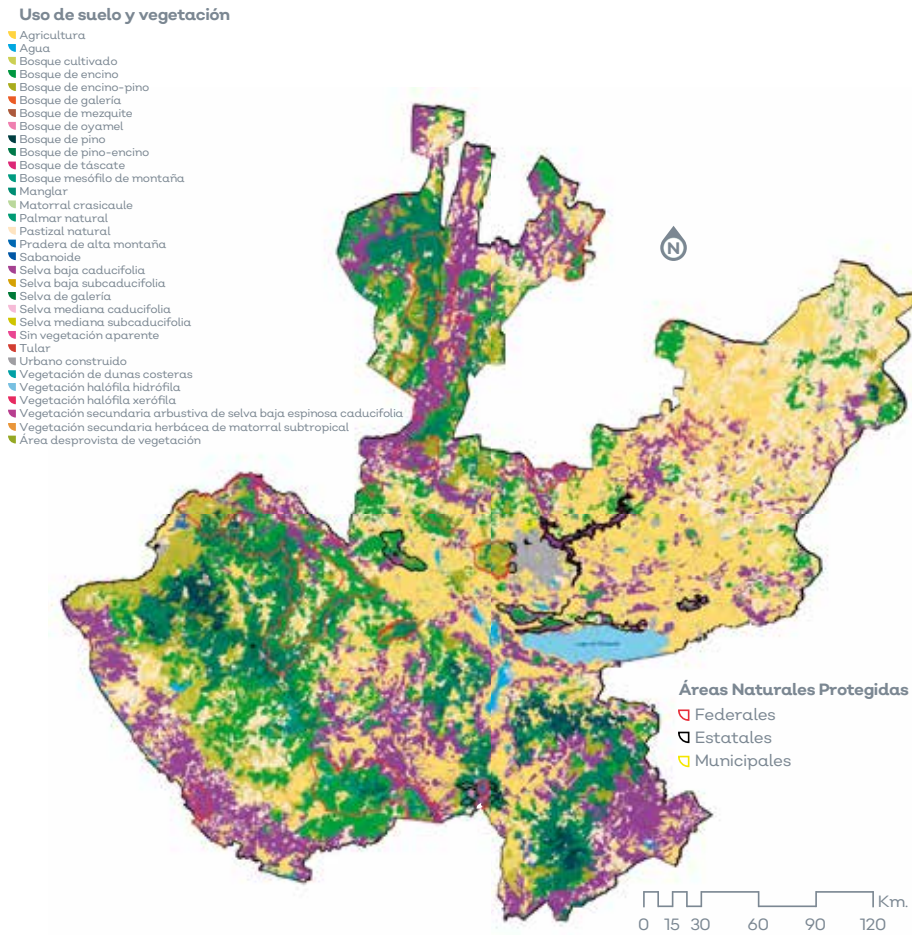 Uso de suelo y vegetación
Agricultura
Agua
Bosque cultivado
Bosque de encino
Bosque de encino-pino
Bosque de galería
Bosque de mezquite
Bosque de oyamel
Bosque de pino
Bosque de pino-encino
Bosque de táscate
Bosque mesófilo de montaña
Manglar
Matorral crasicaule
Palmar natural
Pastizal natural
Pradera de alta montaña
Sabanoide
Selva baja caducifolia
Selva baja subcaducifolia
Selva de galería
Selva mediana caducifolia
Selva mediana subcaducifolia
Sin vegetación aparente
Tular
Urbano construido
Vegetación de dunas costeras
Vegetación halófila hidrófila
Vegetación halófila xerófila
Vegetación secundaria arbustiva de selva baja espinosa caducifolia
Vegetación secundaria herbácea de matorral subtropical
Área desprovista de vegetación
N
Áreas Naturales Protegidas
Federales
Estatales
Municipales
Km.
0 15 30 60 90 120